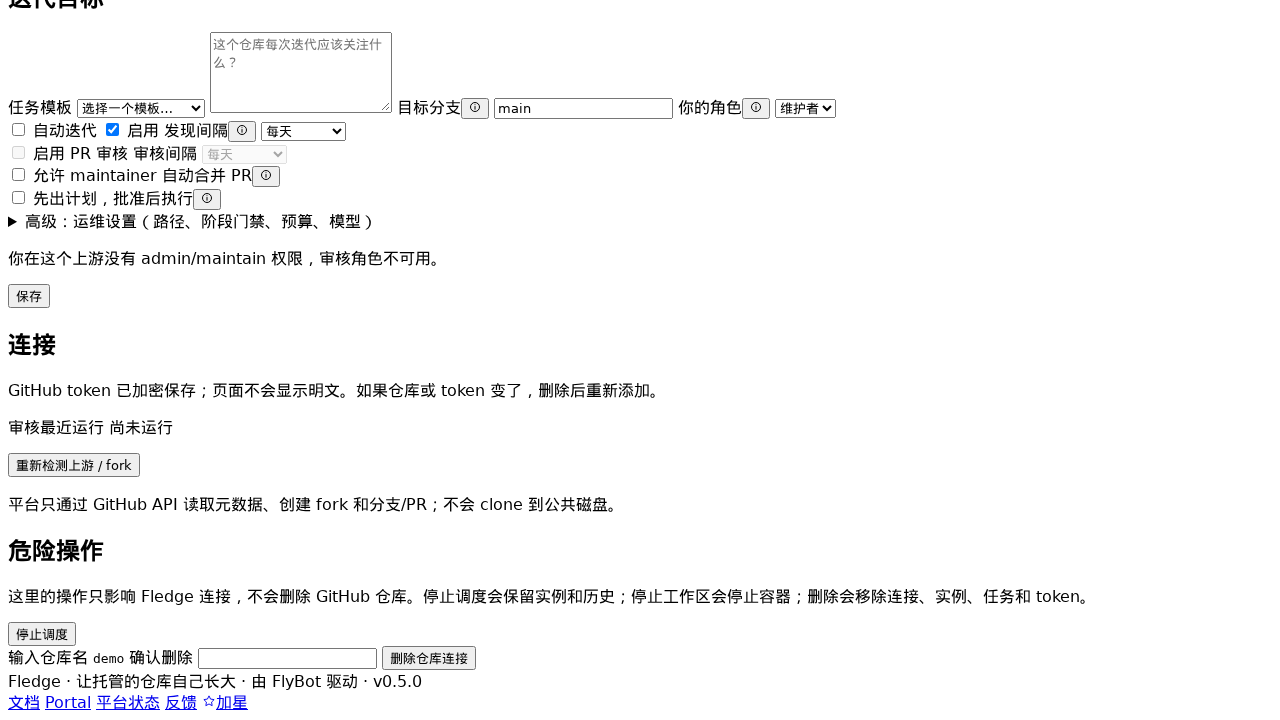 迭代目标
这个仓库每次迭代应该关注什么？
任务模板 选择一个模板... 目标分支 main 你的角色 维护者
自动迭代 启用 发现间隔 每天
启用 PR 审核 审核间隔 每天
允许 maintainer 自动合并 PR
先出计划，批准后执行
高级：运维设置（路径、阶段门禁、预算、模型）
你在这个上游没有 admin/maintain 权限，审核角色不可用。
保存
连接
GitHub token 已加密保存；页面不会显示明文。如果仓库或 token 变了，删除后重新添加。
审核最近运行 尚未运行
重新检测上游 / fork
平台只通过 GitHub API 读取元数据、创建 fork 和分支/PR；不会 clone 到公共磁盘。
危险操作
这里的操作只影响 Fledge 连接，不会删除 GitHub 仓库。停止调度会保留实例和历史；停止工作区会停止容器；删除会移除连接、实例、任务和 token。
停止调度
输入仓库名 demo 确认删除 删除仓库连接
Fledge · 让托管的仓库自己长大 · 由 FlyBot 驱动 · v0.5.0
文档 Portal 平台状态 反馈 ☆加星